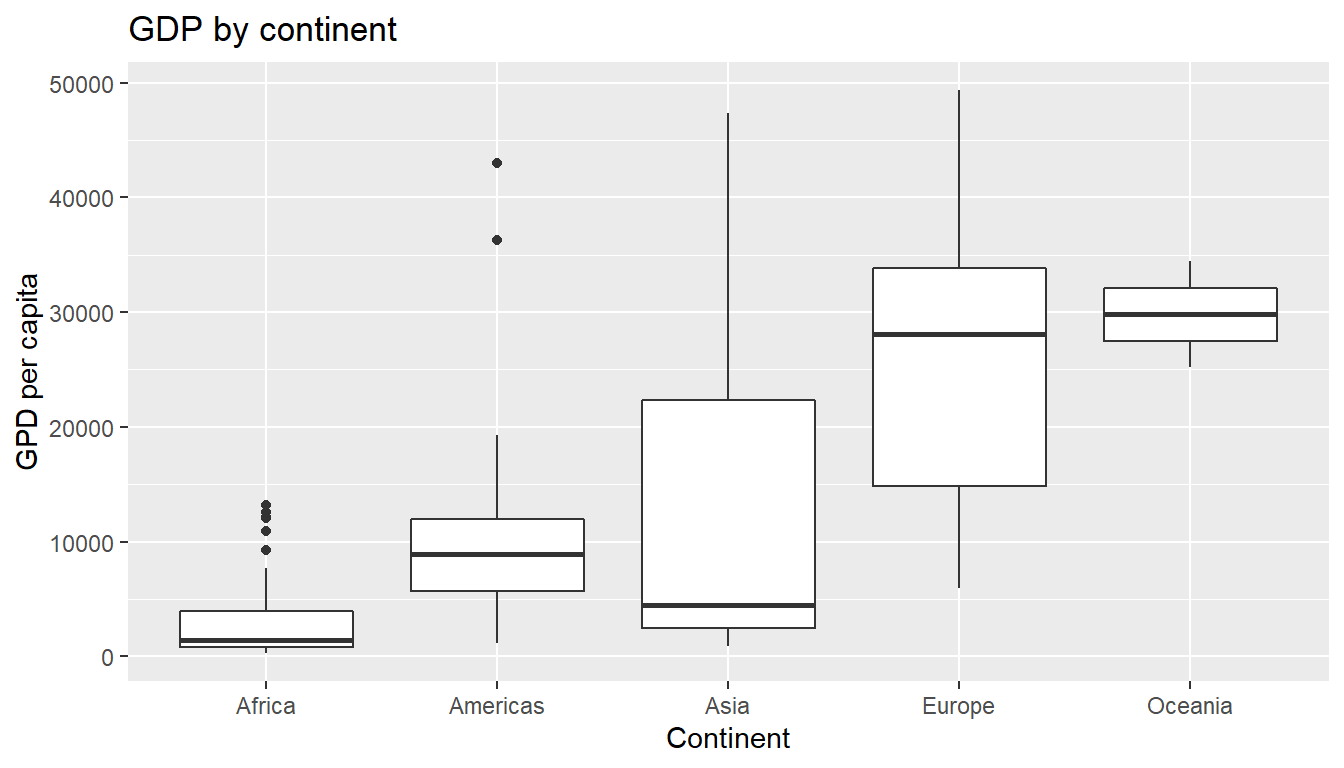 GDP by continent
GPD per capita
50000
40000
30000
20000
10000
0
Africa Americas Asia Europe Oceania
Continent